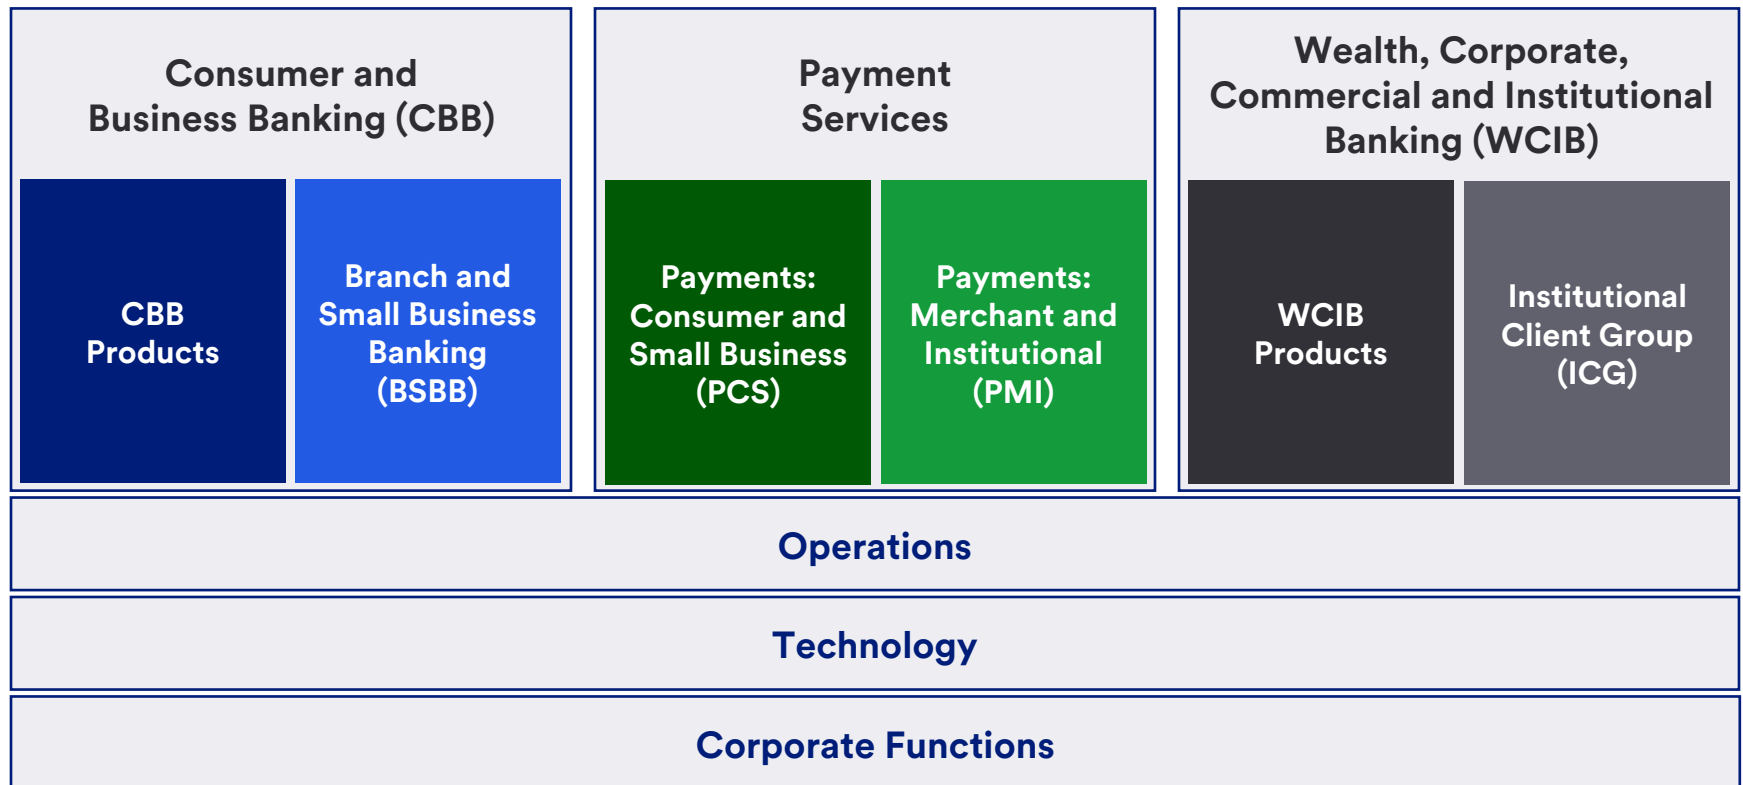 Consumer and
Business Banking (CBB)
CBB
Products
Branch and
Small Business
Banking
(BSBB)
Payment
Services
Payments:
Consumer and
Small Business
(PCS)
Payments:
Merchant and
Institutional
(PMI)
Wealth, Corporate,
Commercial and Institutional
Banking (WCIB)
WCIB
Products
Institutional
Client Group
(ICG)
Operations
Technology
Corporate Functions